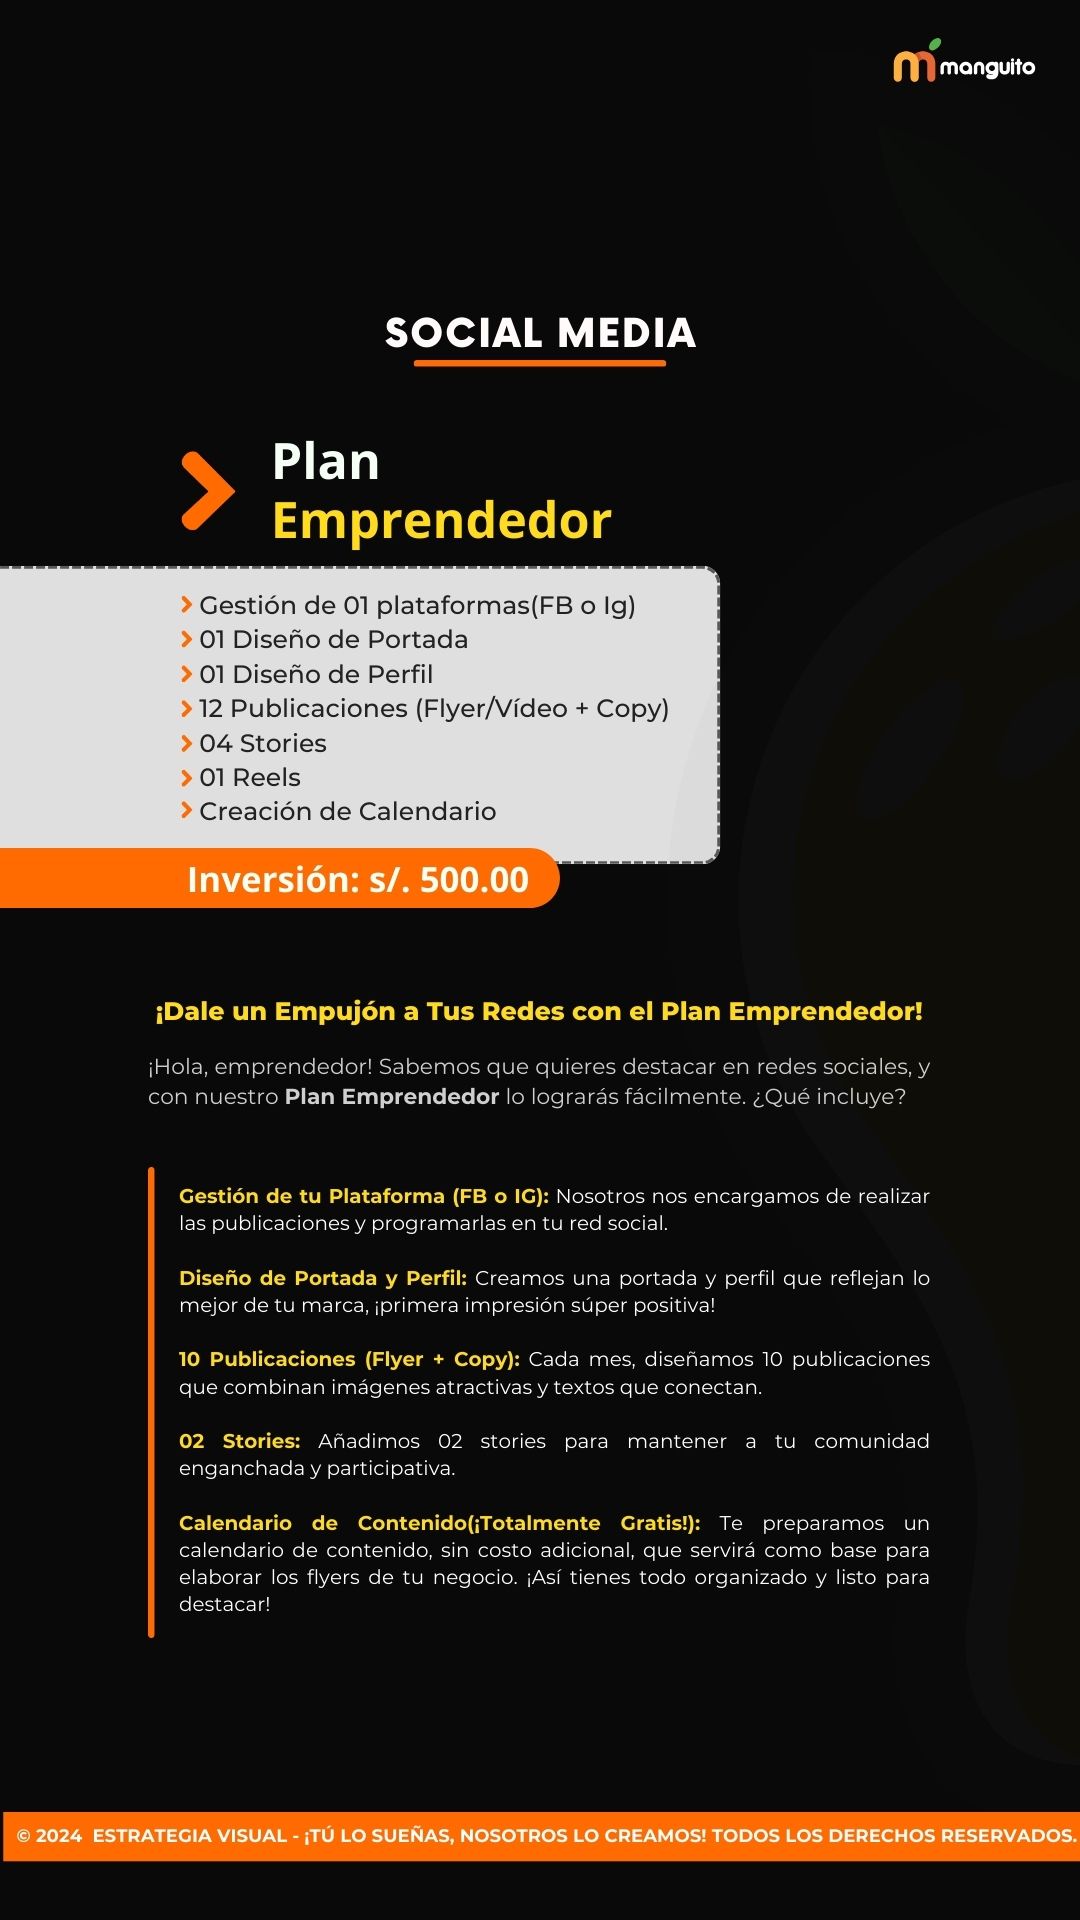 manguito
SOCIAL MEDIA
Plan
Emprendedor
Gestión de 01 plataformas(FB o Ig)
01 Diseño de Portada
01 Diseño de Perfil
12 Publicaciones (Flyer/Vídeo + Copy)
04 Stories
01 Reels
Creación de Calendario
Inversión: s/. 500.00
¡Dale un Empujón a Tus Redes con el Plan Emprendedor!
¡Hola, emprendedor! Sabemos que quieres destacar en redes sociales, y
con nuestro Plan Emprendedor lo lograrás fácilmente. ¿Qué incluye?
Gestión de tu Plataforma (FB o IG): Nosotros nos encargamos de realizar
las publicaciones y programarlas en tu red social.
Diseño de Portada y Perfil: Creamos una portada y perfil que reflejan lo
mejor de tu marca, ¡primera impresión súper positiva!
10 Publicaciones (Flyer + Copy): Cada mes, diseñamos 10 publicaciones
que combinan imágenes atractivas y textos que conectan.
02 Stories: Añadimos 02 stories para mantener a tu comunidad
enganchada y participativa.
Calendario de Contenido(¡Totalmente Gratis!): Te preparamos un
calendario de contenido, sin costo adicional, que servirá como base para
elaborar los flyers de tu negocio. ¡Así tienes todo organizado y listo para
destacar!
© 2024 ESTRATEGIA VISUAL - ¡TÚ LO SUEÑAS, NOSOTROS LO CREAMOS! TODOS LOS DERECHOS RESERVADOS.